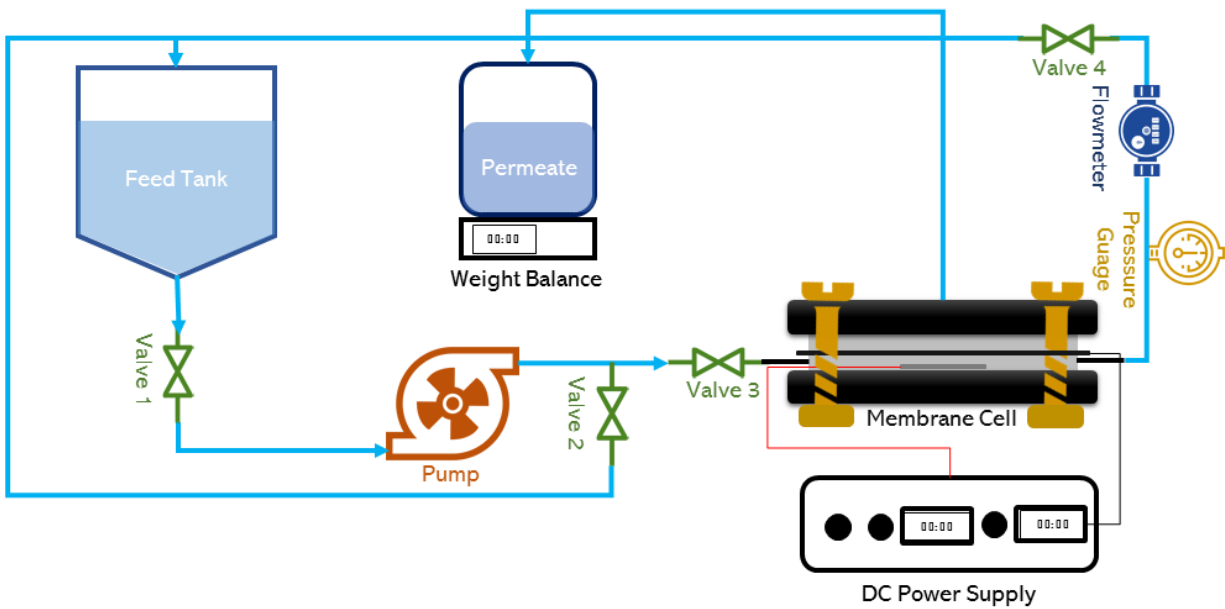 Valve 4
Feed Tank
Permeate
Flowmeter
00:00
Weight Balance
Presssure
Guage
Valve 1
Valve 3
Valve 2
Pump
Membrane Cell
00:00
00:00
DC Power Supply